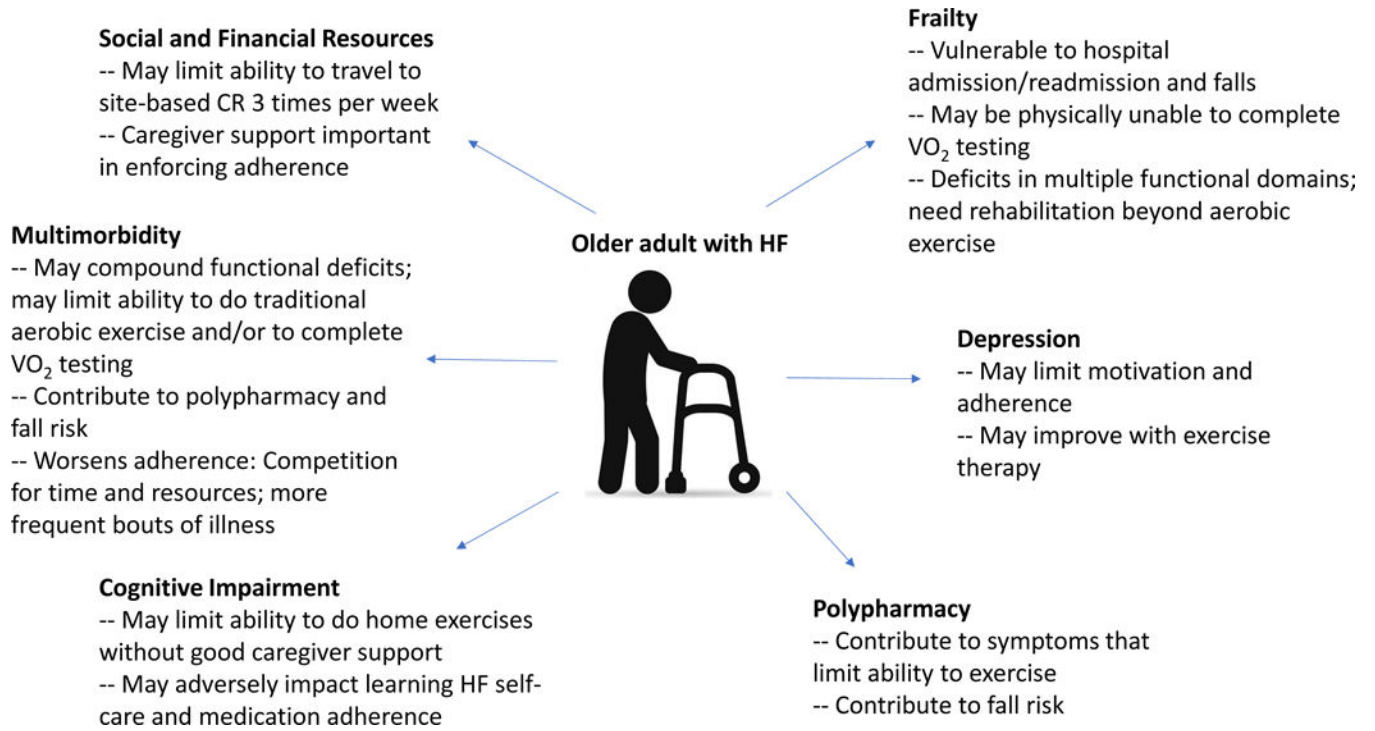 Social and Financial Resources
-- May limit ability to travel to
site-based CR 3 times per week
-- Caregiver support important
in enforcing adherence
Frailty
-- Vulnerable to hospital
admission/readmission and falls
-- May be physically unable to complete
VO₂ testing
-- Deficits in multiple functional domains;
need rehabilitation beyond aerobic
exercise
Multimorbidity
-- May compound functional deficits;
may limit ability to do traditional
aerobic exercise and/or to complete
VO₂ testing
-- Contribute to polypharmacy and
fall risk
-- Worsens adherence: Competition
for time and resources; more
frequent bouts of illness
Older adult with HF
Depression
-- May limit motivation and
adherence
-- May improve with exercise
therapy
Cognitive Impairment
-- May limit ability to do home exercises
without good caregiver support
-- May adversely impact learning HF self-
care and medication adherence
Polypharmacy
-- Contribute to symptoms that
limit ability to exercise
-- Contribute to fall risk